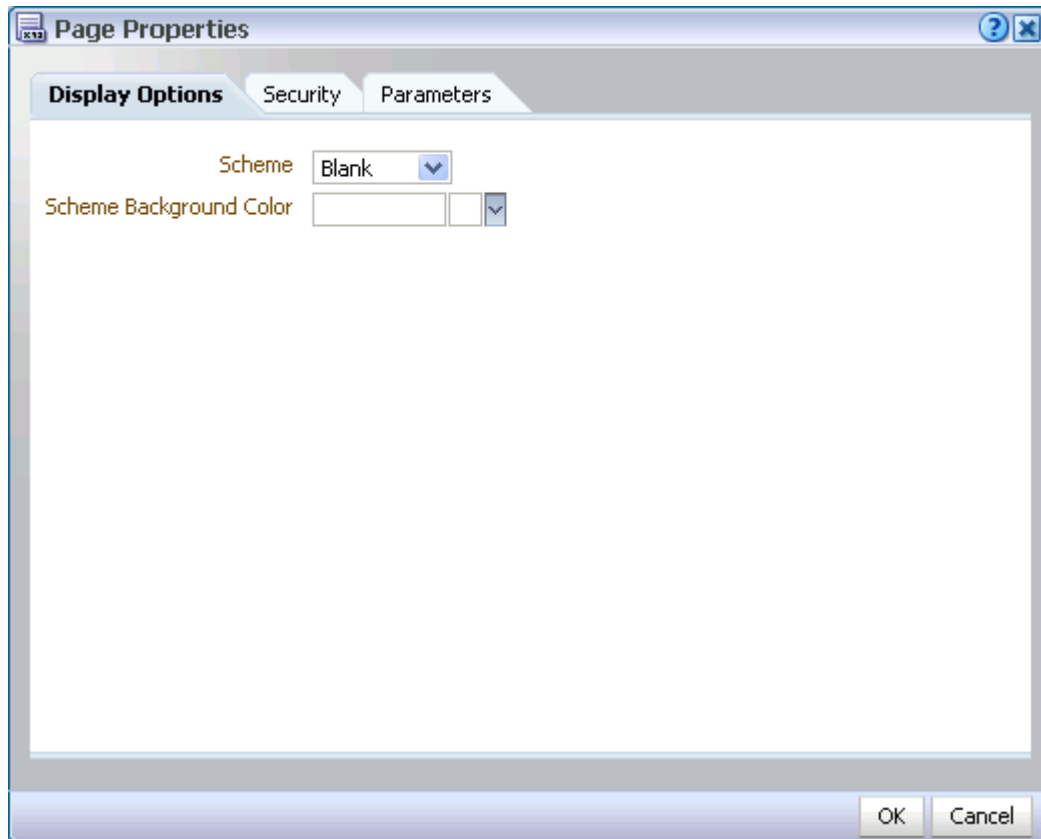 Page Properties
Display Options Security Parameters
Scheme Blank
Scheme Background Color
OK Cancel